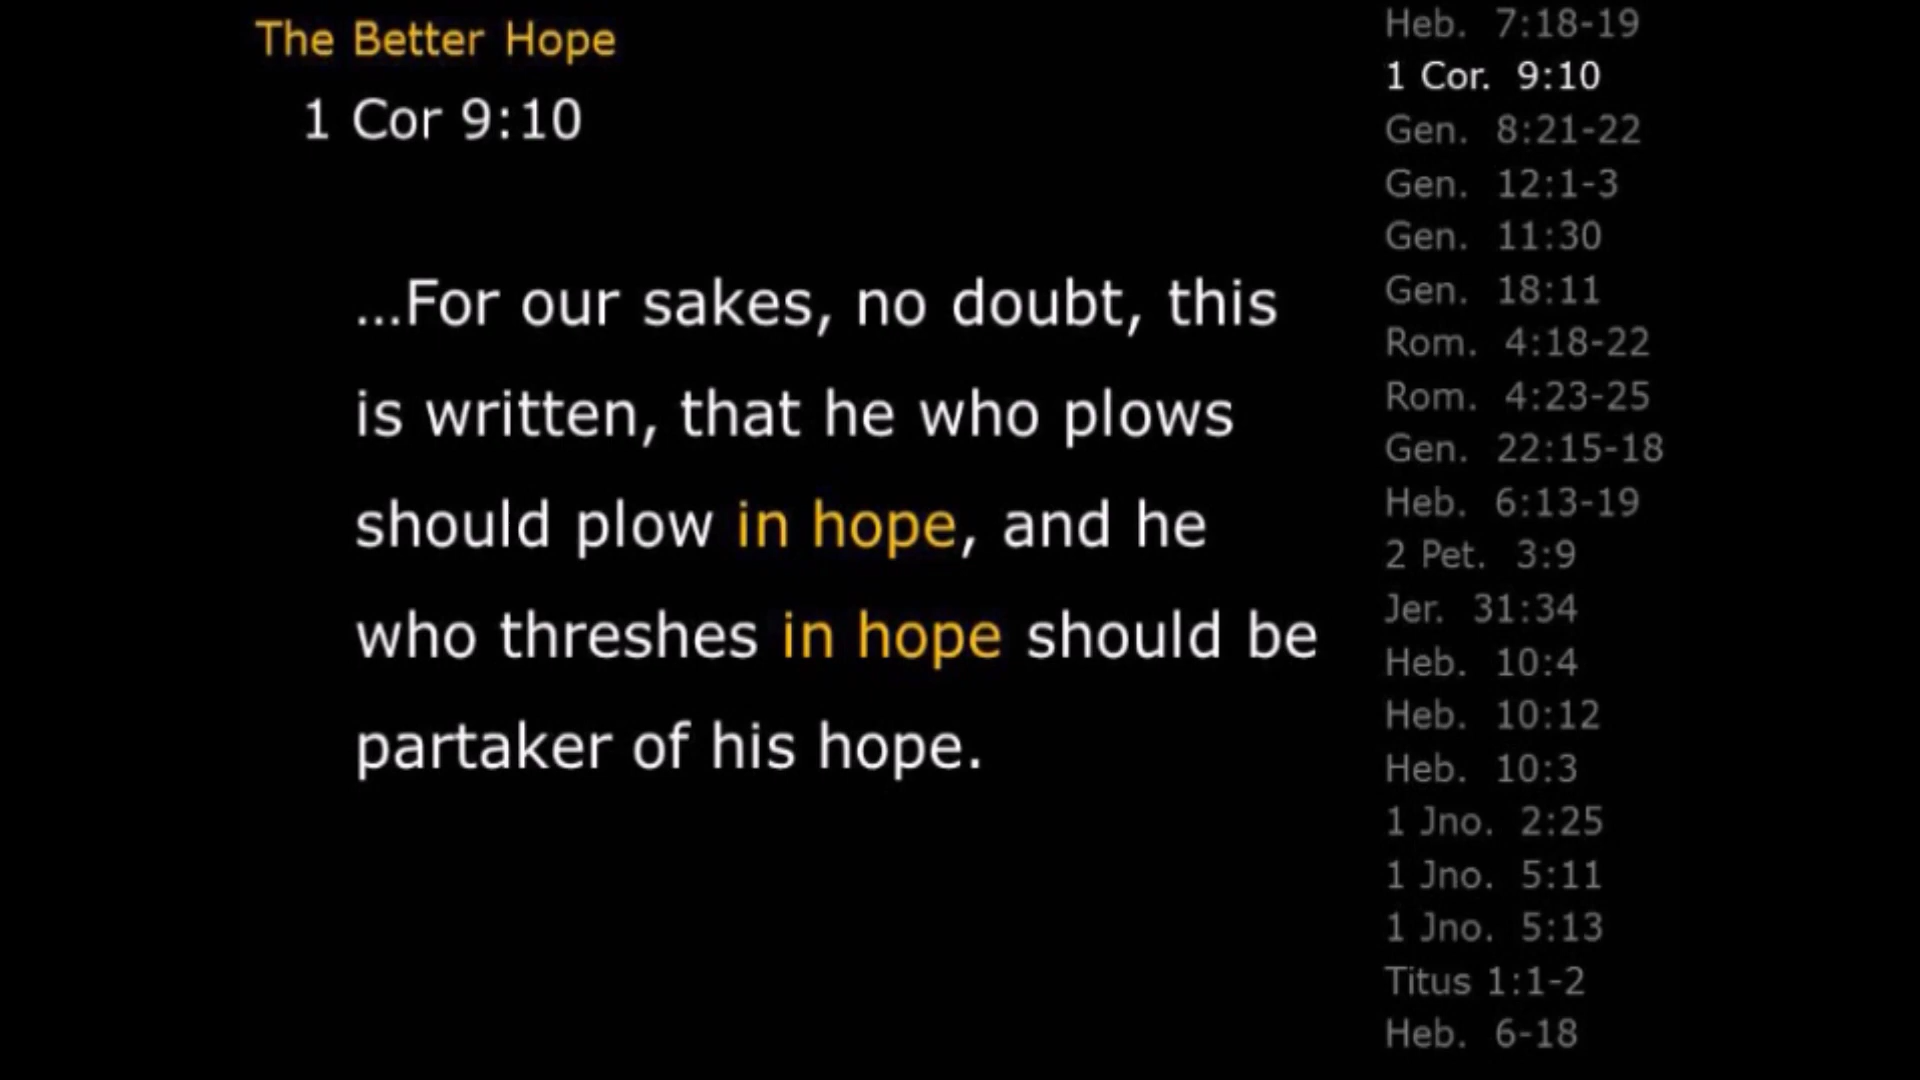 The Better Hope
1 Cor 9:10
...For our sakes, no doubt, this
is written, that he who plows
should plow in hope, and he
who threshes in hope should be
partaker of his hope.
Heb. 7:18-19
1 Cor. 9:10
Gen. 8:21-22
Gen. 12:1-3
Gen. 11:30
Gen. 18:11
Rom. 4:18-22
Rom. 4:23-25
Gen. 22:15-18
Heb. 6:13-19
2 Pet. 3:9
Jer. 31:34
Heb. 10:4
Heb. 10:12
Heb. 10:3
1 Jno. 2:25
1 Jno. 5:11
1 Jno. 5:13
Titus 1:1-2
Heb. 6-18